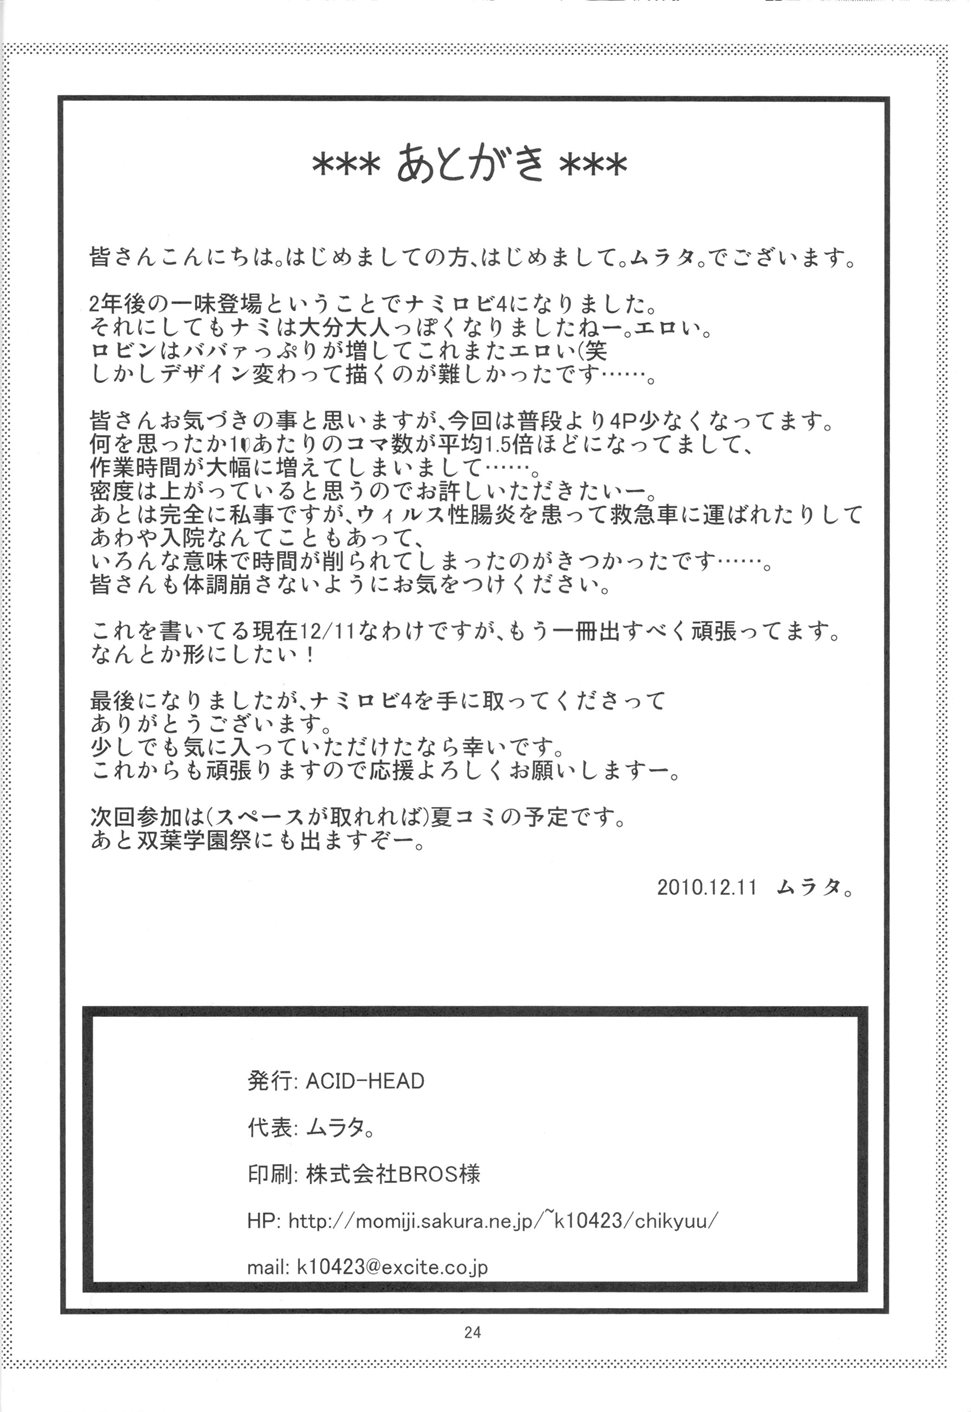 *** あとがき ***
皆さんこんにちは。はじめましての方、はじめまして。ムラタ。でございます。
2年後の一味登場ということでナミロビ4になりました。
それにしてもナミは大分大人っぽくなりましたねー。エロい。
ロビンはババァっぷりが増してこれまたエロい(笑
しかしデザイン変わって描くのが難しかったです……。
皆さんお気づきの事と思いますが、今回は普段より4P少なくなってます。
何を思ったか1㌻あたりのコマ数が平均1.5倍ほどになってまして、
作業時間が大幅に増えてしまいまして……。
密度は上がっていると思うのでお許しいただきたいー。
あとは完全に私事ですが、ウィルス性腸炎を患って救急車に運ばれたりして
あわや入院なんてこともあって、
いろんな意味で時間が削られてしまったのがきつかったです……。
皆さんも体調崩さないようにお気をつけください。
これを書いてる現在12/11なわけですが、もう一冊出すべく頑張ってます。
なんとか形にしたい！
最後になりましたが、ナミロビ4を手に取ってくださって
ありがとうございます。
少しでも気に入っていただけたなら幸いです。
これからも頑張りますので応援よろしくお願いしますー。
次回参加は(スペースが取れれば)夏コミの予定です。
あと双葉学園祭にも出ますぞー。
2010.12.11 ムラタ。
発行: ACID-HEAD
代表: ムラタ。
印刷: 株式会社BROS様
HP: http://momiji.sakura.ne.jp/~k10423/chikyuu/
mail: k10423@excite.co.jp
24